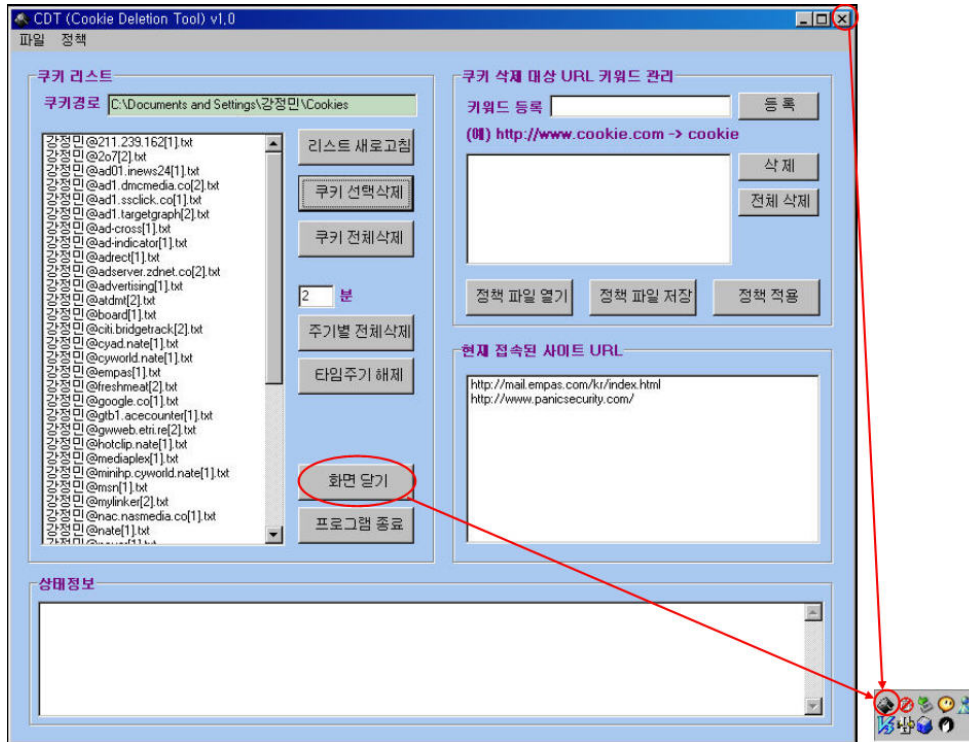 CDT (Cookie Deletion Tool) v1.0
파일 정책
쿠키 리스트
쿠키경로 C:\Documents and Settings\강정민\Cookies
강정민@211.239.162[1].txt
강정민@2o7[2].txt
강정민@ad01.inews24[1].txt
강정민@ad1.dmcmedia.co[2].txt
강정민@ad1.ssclick.co[1].txt
강정민@ad1.targetgraph[2].txt
강정민@ad-cross[1].txt
강정민@ad-indicator[1].txt
강정민@adrect[1].txt
강정민@adserver.zdnet.co[2].txt
강정민@advertising[1].txt
강정민@atdmt[2].txt
강정민@board[1].txt
강정민@citi.bridgetrack[2].txt
강정민@cyad.nate[1].txt
강정민@cyworld.nate[1].txt
강정민@empas[1].txt
강정민@freshmeat[2].txt
강정민@google.co[1].txt
강정민@gtb1.acecounter[1].txt
강정민@gwweb.etri.re[2].txt
강정민@hotclip.nate[1].txt
강정민@mediaplex[1].txt
강정민@minihp.cyworld.nate[1].txt
강정민@msn[1].txt
강정민@mylinker[2].txt
강정민@nac.nasmedia.co[1].txt
강정민@nate[1].txt
리스트 새로고침
쿠키 선택삭제
쿠키 전체삭제
2 분
주기별 전체삭제
타임주기 해제
화면 닫기
프로그램 종료
쿠키 삭제 대상 URL 키워드 관리
키워드 등록
등 록
(예) http://www.cookie.com -> cookie
삭 제
전체 삭제
정책 파일 열기
정책 파일 저장
정책 적용
현재 접속된 사이트 URL
http://mail.empas.com/kr/index.html
http://www.panicsecurity.com/
상태정보